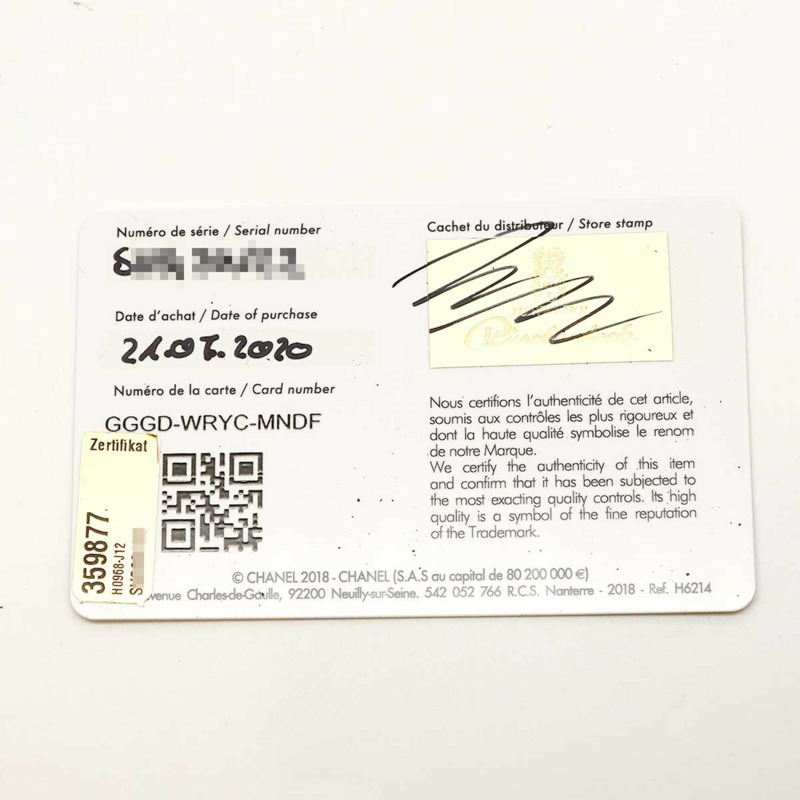 Numéro de série / Serial number
Date d'achat / Date of purchase
21.07.2020
Numéro de la carte / Card number
GGGD-WRYC-MNDF
Zertifikat
359877
H0968-J12
Cachet du distributeur / Store stamp
Nous certifions l'authenticité de cet article,
soumis aux contrôles les plus rigoureux et
dont la haute qualité symbolise le renom
de notre Marque.
We certify the authenticity of this item
and confirm that it has been subjected to
the most exacting quality controls. Its high
quality is a symbol of the fine reputation
of the Trademark.
© CHANEL 2018 - CHANEL (S.A.S au capital de 80 200 000 €)
venue Charles-de-Gaulle, 92200 Neuilly-sur-Seine. 542 052 766 R.C.S. Nanterre - 2018 - Ref. H6214